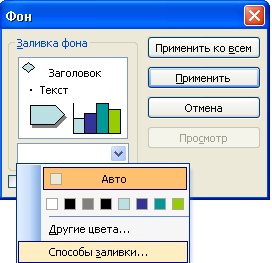 Фон
Заливка фона
Заголовок
• Текст
Применить ко всем
Применить
Отмена
Просмотр
Авто
Другие цвета...
Способы заливки...